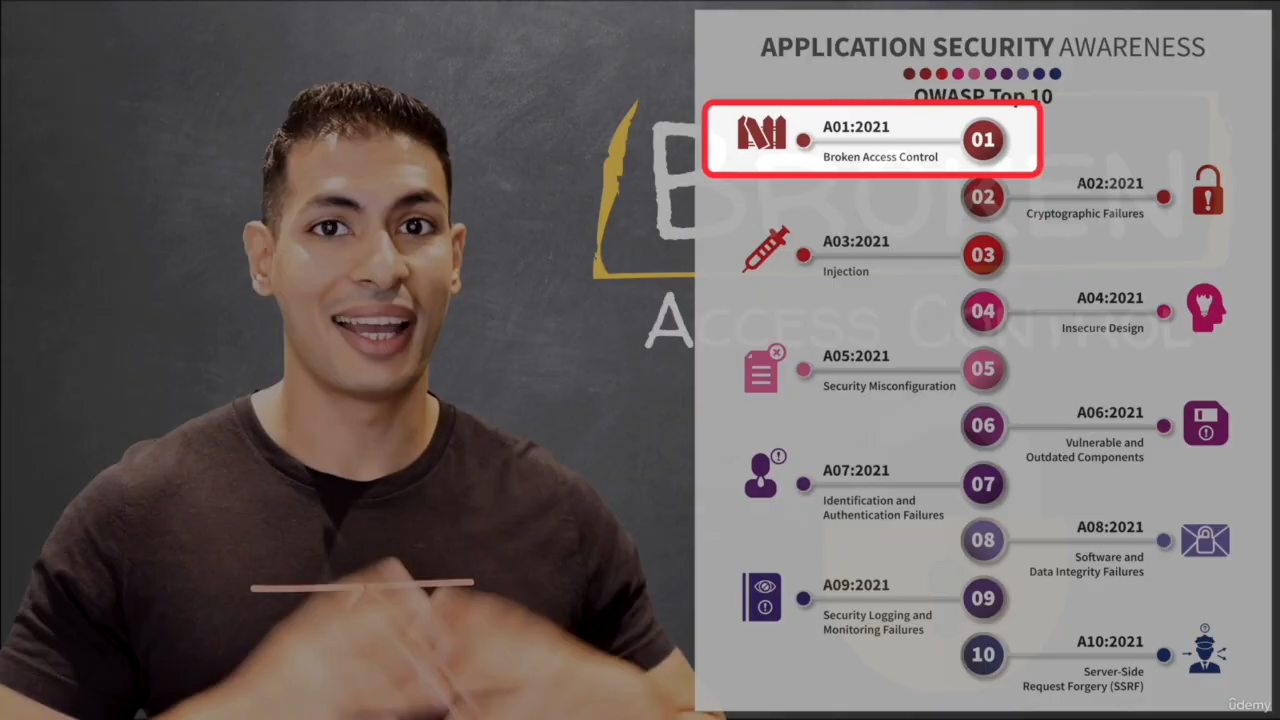 APPLICATION SECURITY AWARENESS
OWASP Top 10
A01:2021
Broken Access Control
01
02
A02:2021
Cryptographic Failures
A03:2021
Injection
03
04
A04:2021
Insecure Design
A05:2021
Security Misconfiguration
05
06
A06:2021
Vulnerable and
Outdated Components
A07:2021
Identification and
Authentication Failures
07
08
A08:2021
Software and
Data Integrity Failures
A09:2021
Security Logging and
Monitoring Failures
09
10
A10:2021
Server-Side
Request Forgery (SSRF)
BROKEN
ACCESS CONTROL
ûdemy